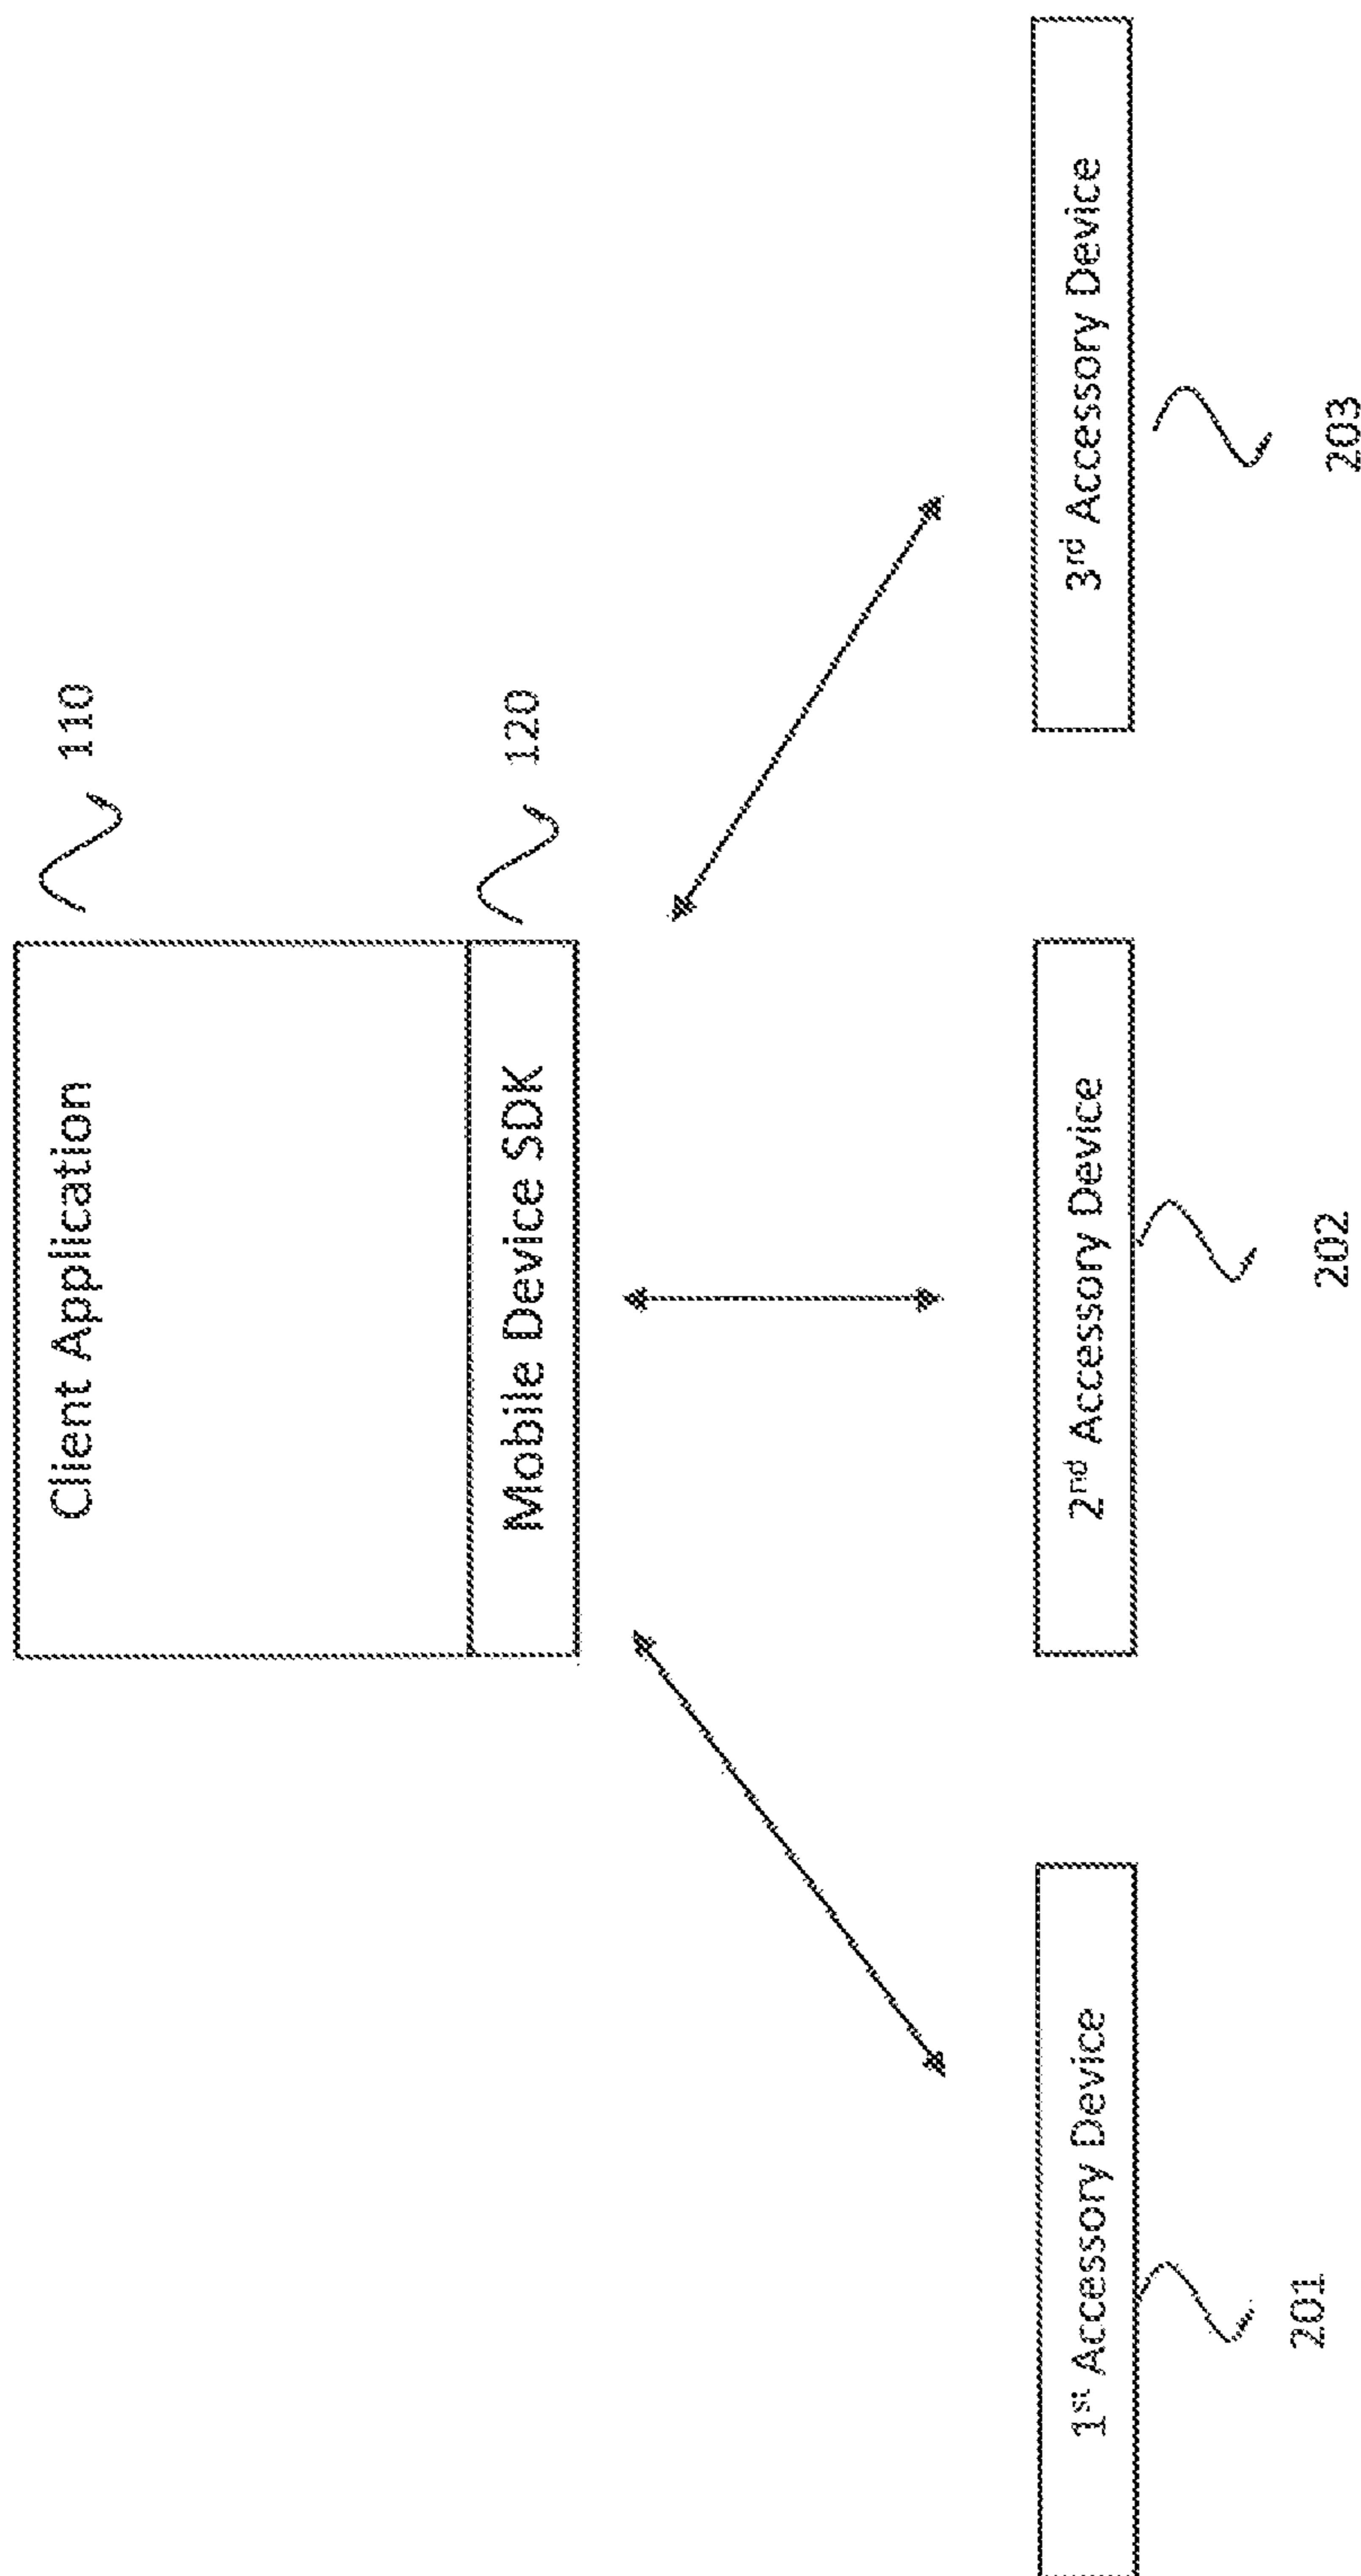 Client Application
110
Mobile Device SDK
120
1st Accessory Device
2nd Accessory Device
3rd Accessory Device
201
202
203